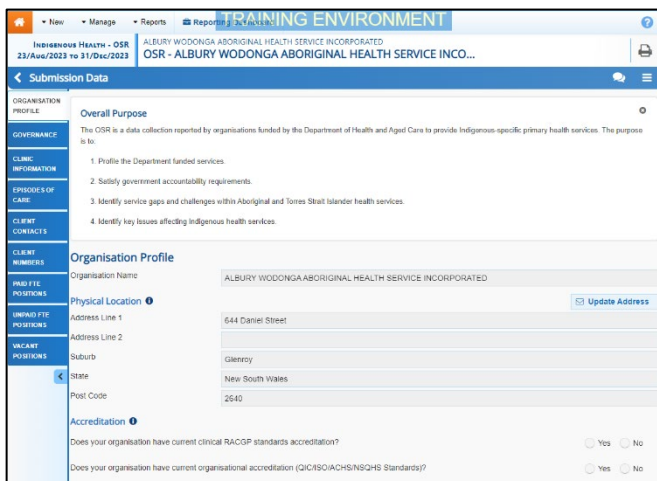 New Manage Reports Reporting TRAINING ENVIRONMENT
INDIGENOUS HEALTH - OSR
23/AUG/2023 TO 31/DEC/2023
ALBURY WODONGA ABORIGINAL HEALTH SERVICE INCORPORATED
OSR - ALBURY WODONGA ABORIGINAL HEALTH SERVICE INCO...
Submission Data
ORGANISATION PROFILE
GOVERNANCE
CLINIC INFORMATION
EPISODES OF CARE
CLIENT CONTACTS
CLIENT NUMBERS
PAID FTE POSITIONS
UNPAID FTE POSITIONS
VACANT POSITIONS
Overall Purpose
The OSR is a data collection reported by organisations funded by the Department of Health and Aged Care to provide Indigenous-specific primary health services. The purpose
is to:
1. Profile the Department funded services.
2. Satisfy government accountability requirements.
3. Identify service gaps and challenges within Aboriginal and Torres Strait Islander health services.
4. Identify key issues affecting Indigenous health services.
Organisation Profile
Organisation Name ALBURY WODONGA ABORIGINAL HEALTH SERVICE INCORPORATED
Physical Location Update Address
Address Line 1 644 Daniel Street
Address Line 2
Suburb Glenroy
State New South Wales
Post Code 2640
Accreditation
Does your organisation have current clinical RACGP standards accreditation? Yes No
Does your organisation have current organisational accreditation (QIC/ISO/ACHS/NSQHS Standards)? Yes No